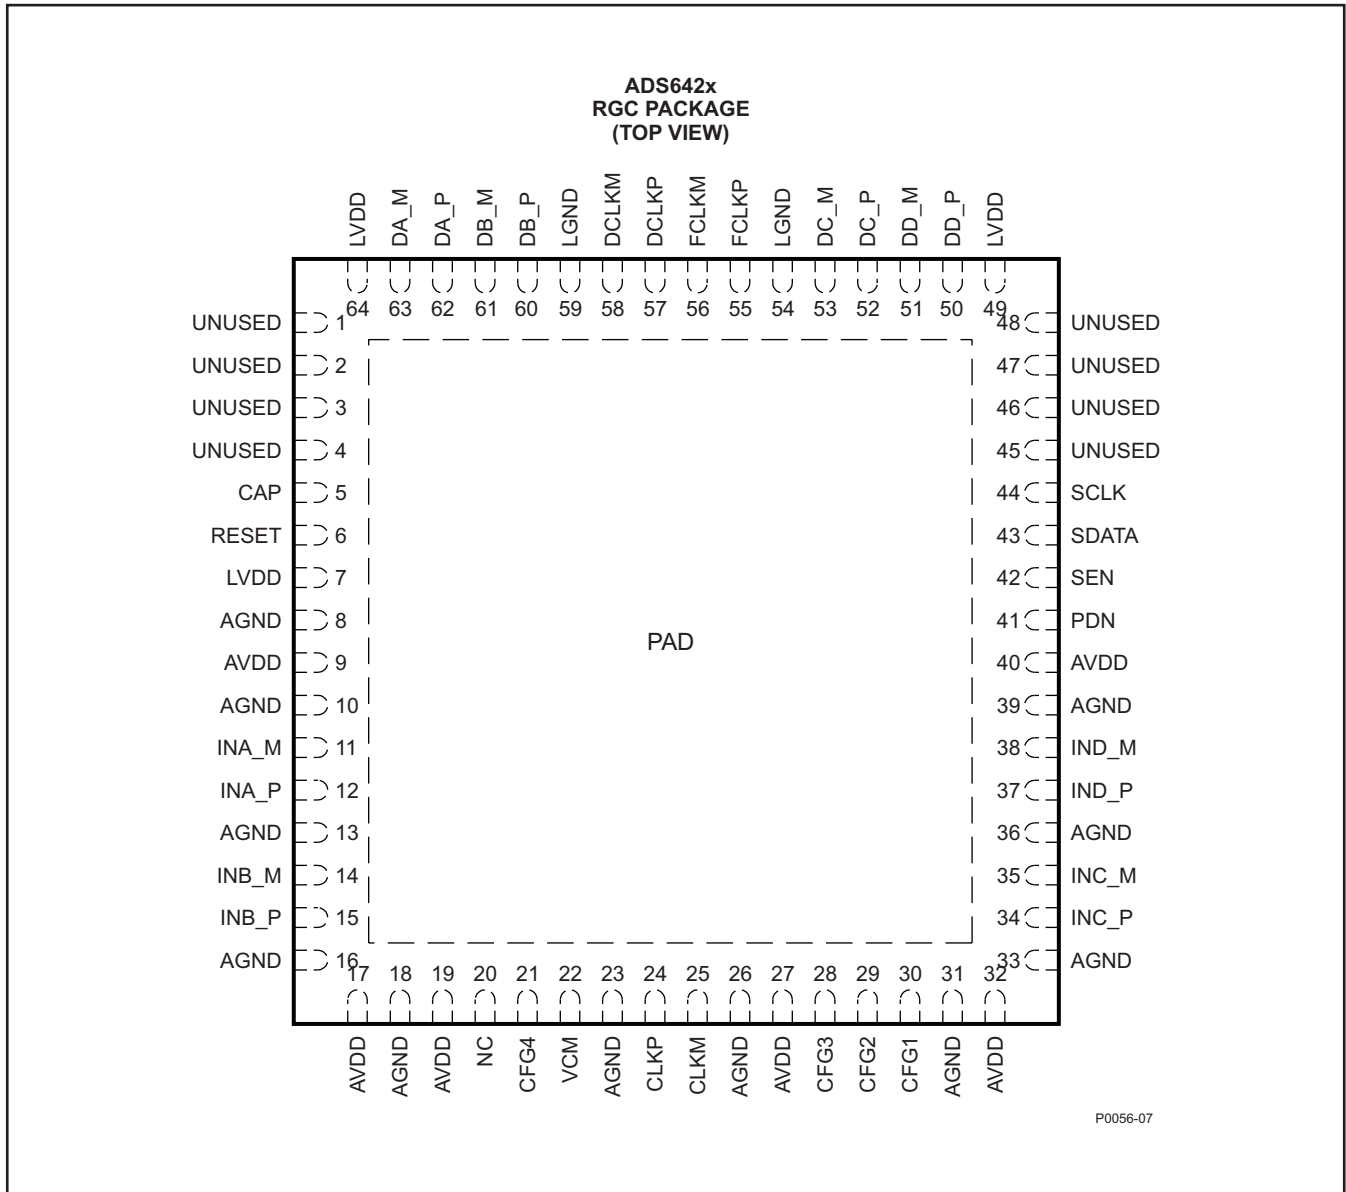 ADS642x
RGC PACKAGE
(TOP VIEW)
LVDD
DA_M
DA_P
DB_M
DB_P
LGND
DCLKM
DCLKP
FCLKM
FCLKP
LGND
DC_M
DC_P
DD_M
DD_P
LVDD
64 63 62 61 60 59 58 57 56 55 54 53 52 51 50 49
UNUSED 1 48 UNUSED
UNUSED 2 47 UNUSED
UNUSED 3 46 UNUSED
UNUSED 4 45 UNUSED
CAP 5 44 SCLK
RESET 6 43 SDATA
LVDD 7 42 SEN
AGND 8 41 PDN
PAD
AVDD 9 40 AVDD
AGND 10 39 AGND
INA_M 11 38 IND_M
INA_P 12 37 IND_P
AGND 13 36 AGND
INB_M 14 35 INC_M
INB_P 15 34 INC_P
AGND 16 33 AGND
17 18 19 20 21 22 23 24 25 26 27 28 29 30 31 32
AVDD
AGND
AVDD
NC
CFG4
VCM
AGND
CLKP
CLKM
AGND
AVDD
CFG3
CFG2
CFG1
AGND
AVDD
P0056-07